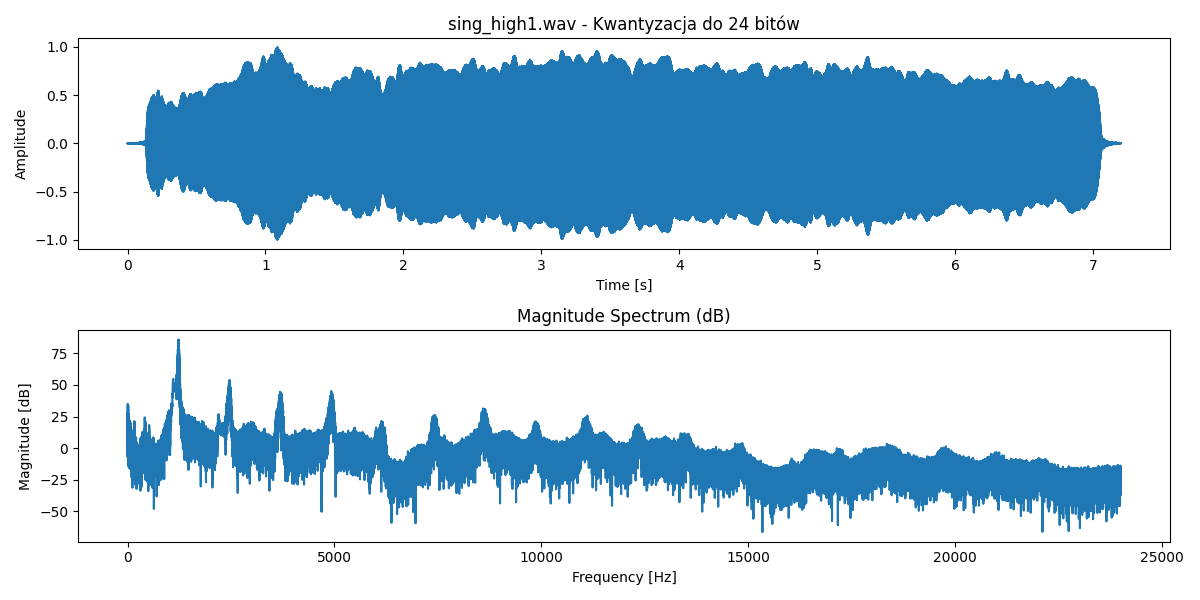 sing_high1.wav - Kwantyzacja do 24 bitów
1.0
0.5
0.0
−0.5
−1.0
Amplitude
0 1 2 3 4 5 6 7
Time [s]
Magnitude Spectrum (dB)
75
50
25
0
−25
−50
Magnitude [dB]
0 5000 10000 15000 20000 25000
Frequency [Hz]